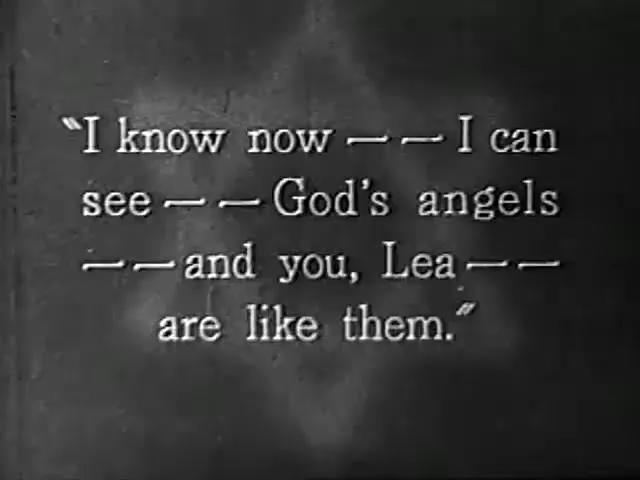 "I know now — — I can
see — — God's angels
— — and you, Lea — —
are like them."